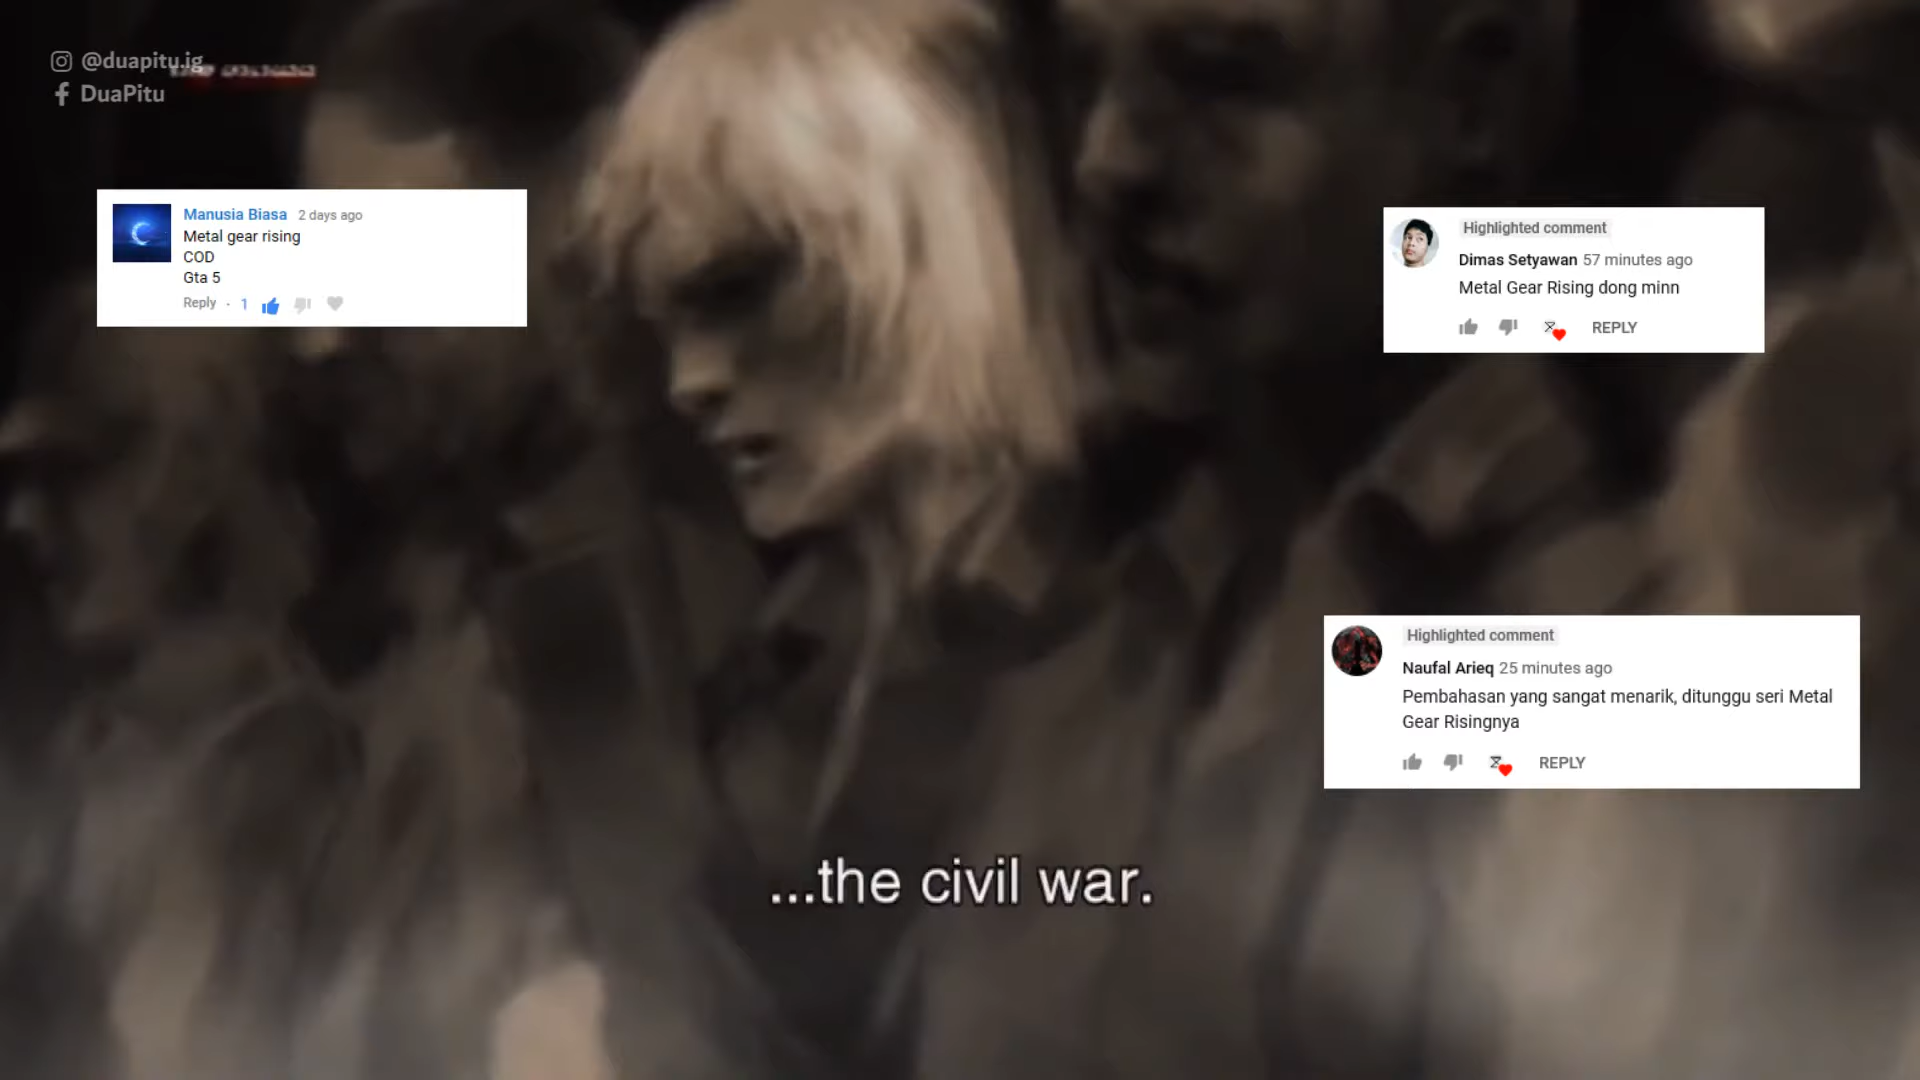 @duapitu.ig
DuaPitu
Manusia Biasa 2 days ago
Metal gear rising
COD
Gta 5
Reply · 1
Highlighted comment
Dimas Setyawan 57 minutes ago
Metal Gear Rising dong minn
REPLY
Highlighted comment
Naufal Arieq 25 minutes ago
Pembahasan yang sangat menarik, ditunggu seri Metal
Gear Risingnya
REPLY
...the civil war.